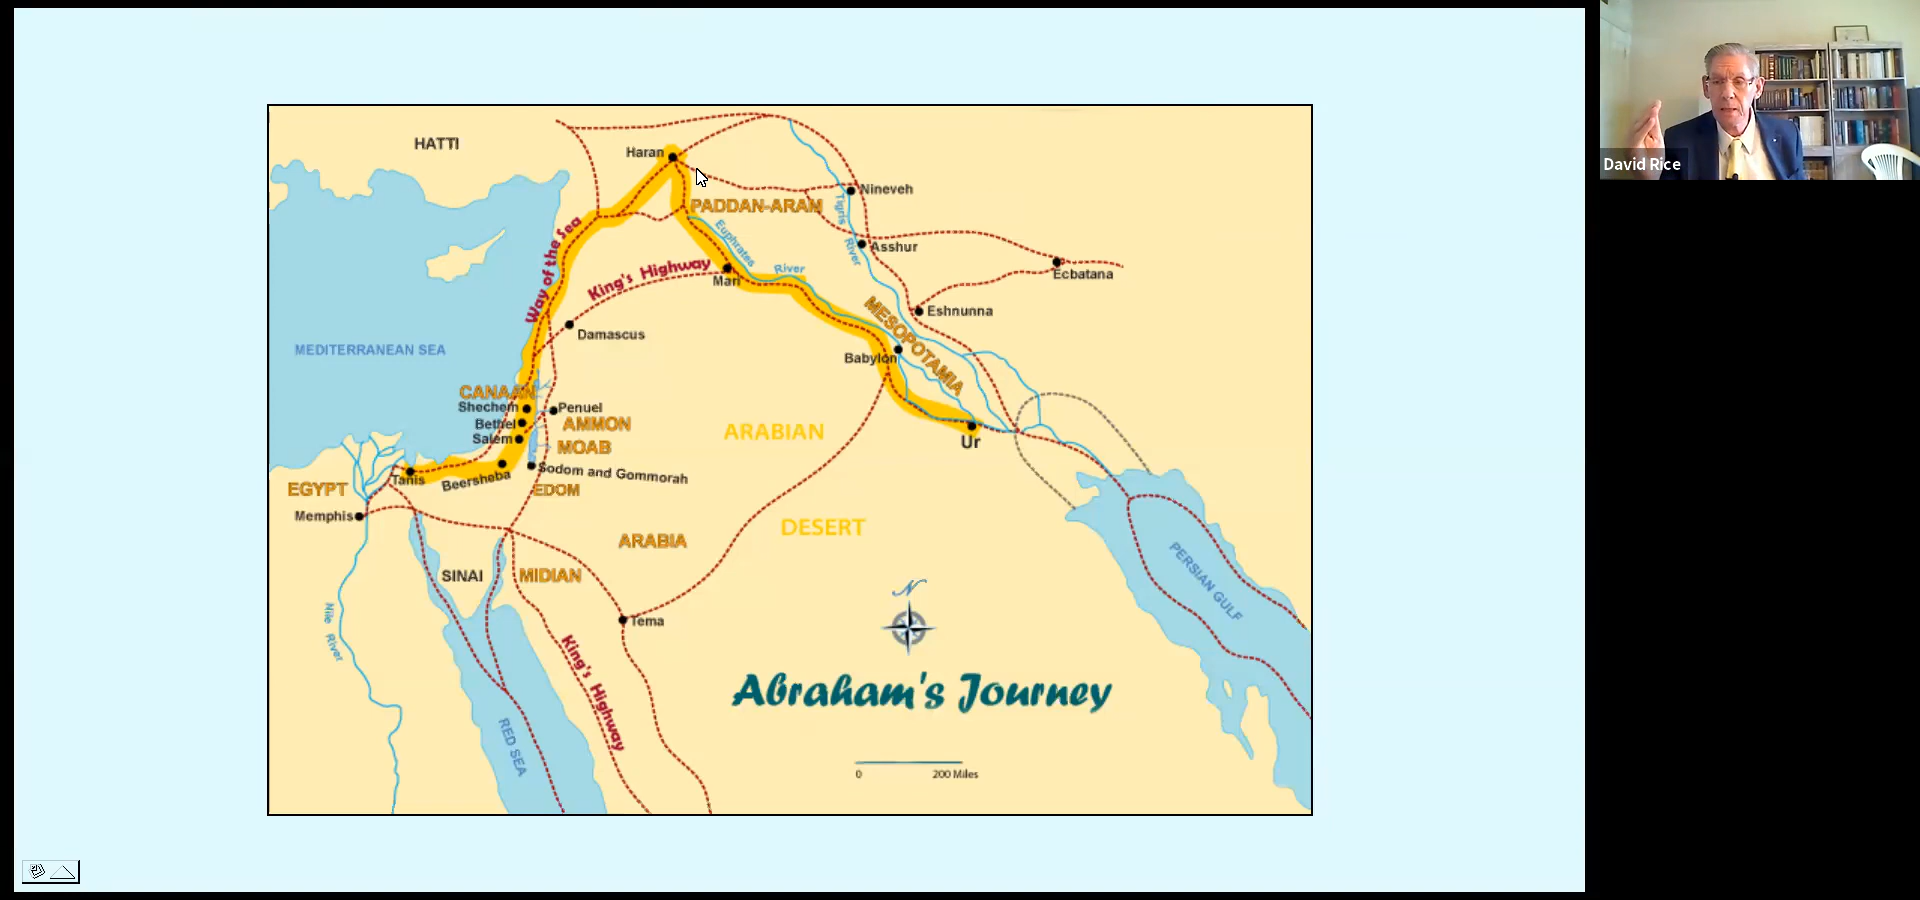 David Rice
HATTI
Haran
Nineveh
PADDAN-ARAM
Tigris River
Euphrates River
Asshur
Ecbatana
Way of the Sea
King's Highway
Mari
MESOPOTAMIA
Eshnunna
Damascus
MEDITERRANEAN SEA
Babylon
CANAAN
Shechem
Penuel
Bethel
AMMON
Salem
MOAB
ARABIAN
Ur
Sodom and Gommorah
Tanis
Beersheba
EGYPT
EDOM
Memphis
DESERT
ARABIA
SINAI
MIDIAN
PERSIAN GULF
Nile River
Tema
N
King's Highway
Abraham's Journey
RED SEA
0 200 Miles